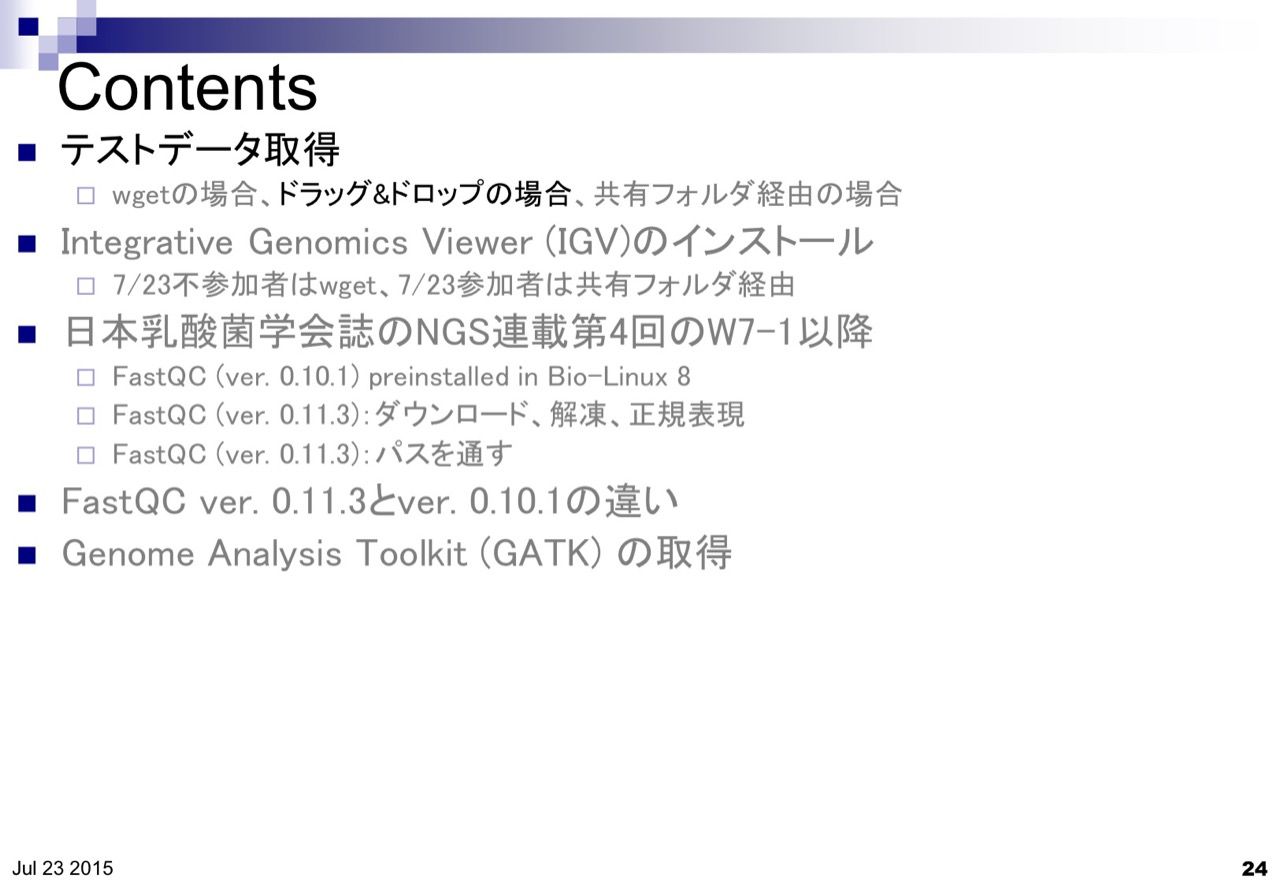 Contents
テストデータ取得
wgetの場合、ドラッグ&ドロップの場合、共有フォルダ経由の場合
Integrative Genomics Viewer (IGV)のインストール
7/23不参加者はwget、7/23参加者は共有フォルダ経由
日本乳酸菌学会誌のNGS連載第4回のW7-1以降
FastQC (ver. 0.10.1) preinstalled in Bio-Linux 8
FastQC (ver. 0.11.3):ダウンロード、解凍、正規表現
FastQC (ver. 0.11.3):パスを通す
FastQC ver. 0.11.3とver. 0.10.1の違い
Genome Analysis Toolkit (GATK) の取得
Jul 23 2015
24